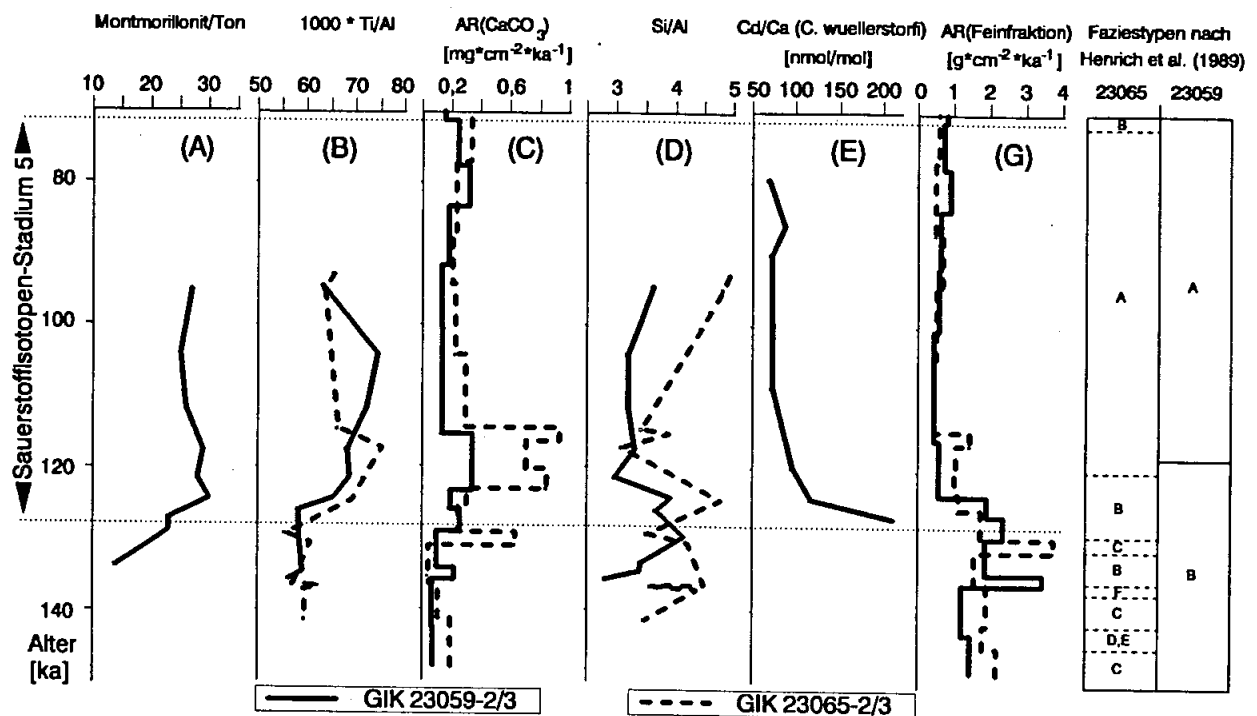 Montmorillonit/Ton
1000 * Ti/Al
AR(CaCO3)
[mg*cm-2*ka-1]
Si/Al
Cd/Ca (C. wuellerstorfi)
[nmol/mol]
AR(Feinfraktion)
[g*cm-2*ka-1]
Faziestypen nach
Henrich et al. (1989)
23065
23059
10 20 30 40
50 60 70 80
0,2 0,6 1
3 4 5
50 100 200
0 1 2 3 4
(A)
(B)
(C)
(D)
(E)
(G)
Sauerstoffisotopen-Stadium 5
80
100
120
140
Alter
[ka]
B
A
B
C
B
F
C
D,E
C
A
B
GIK 23059-2/3
GIK 23065-2/3